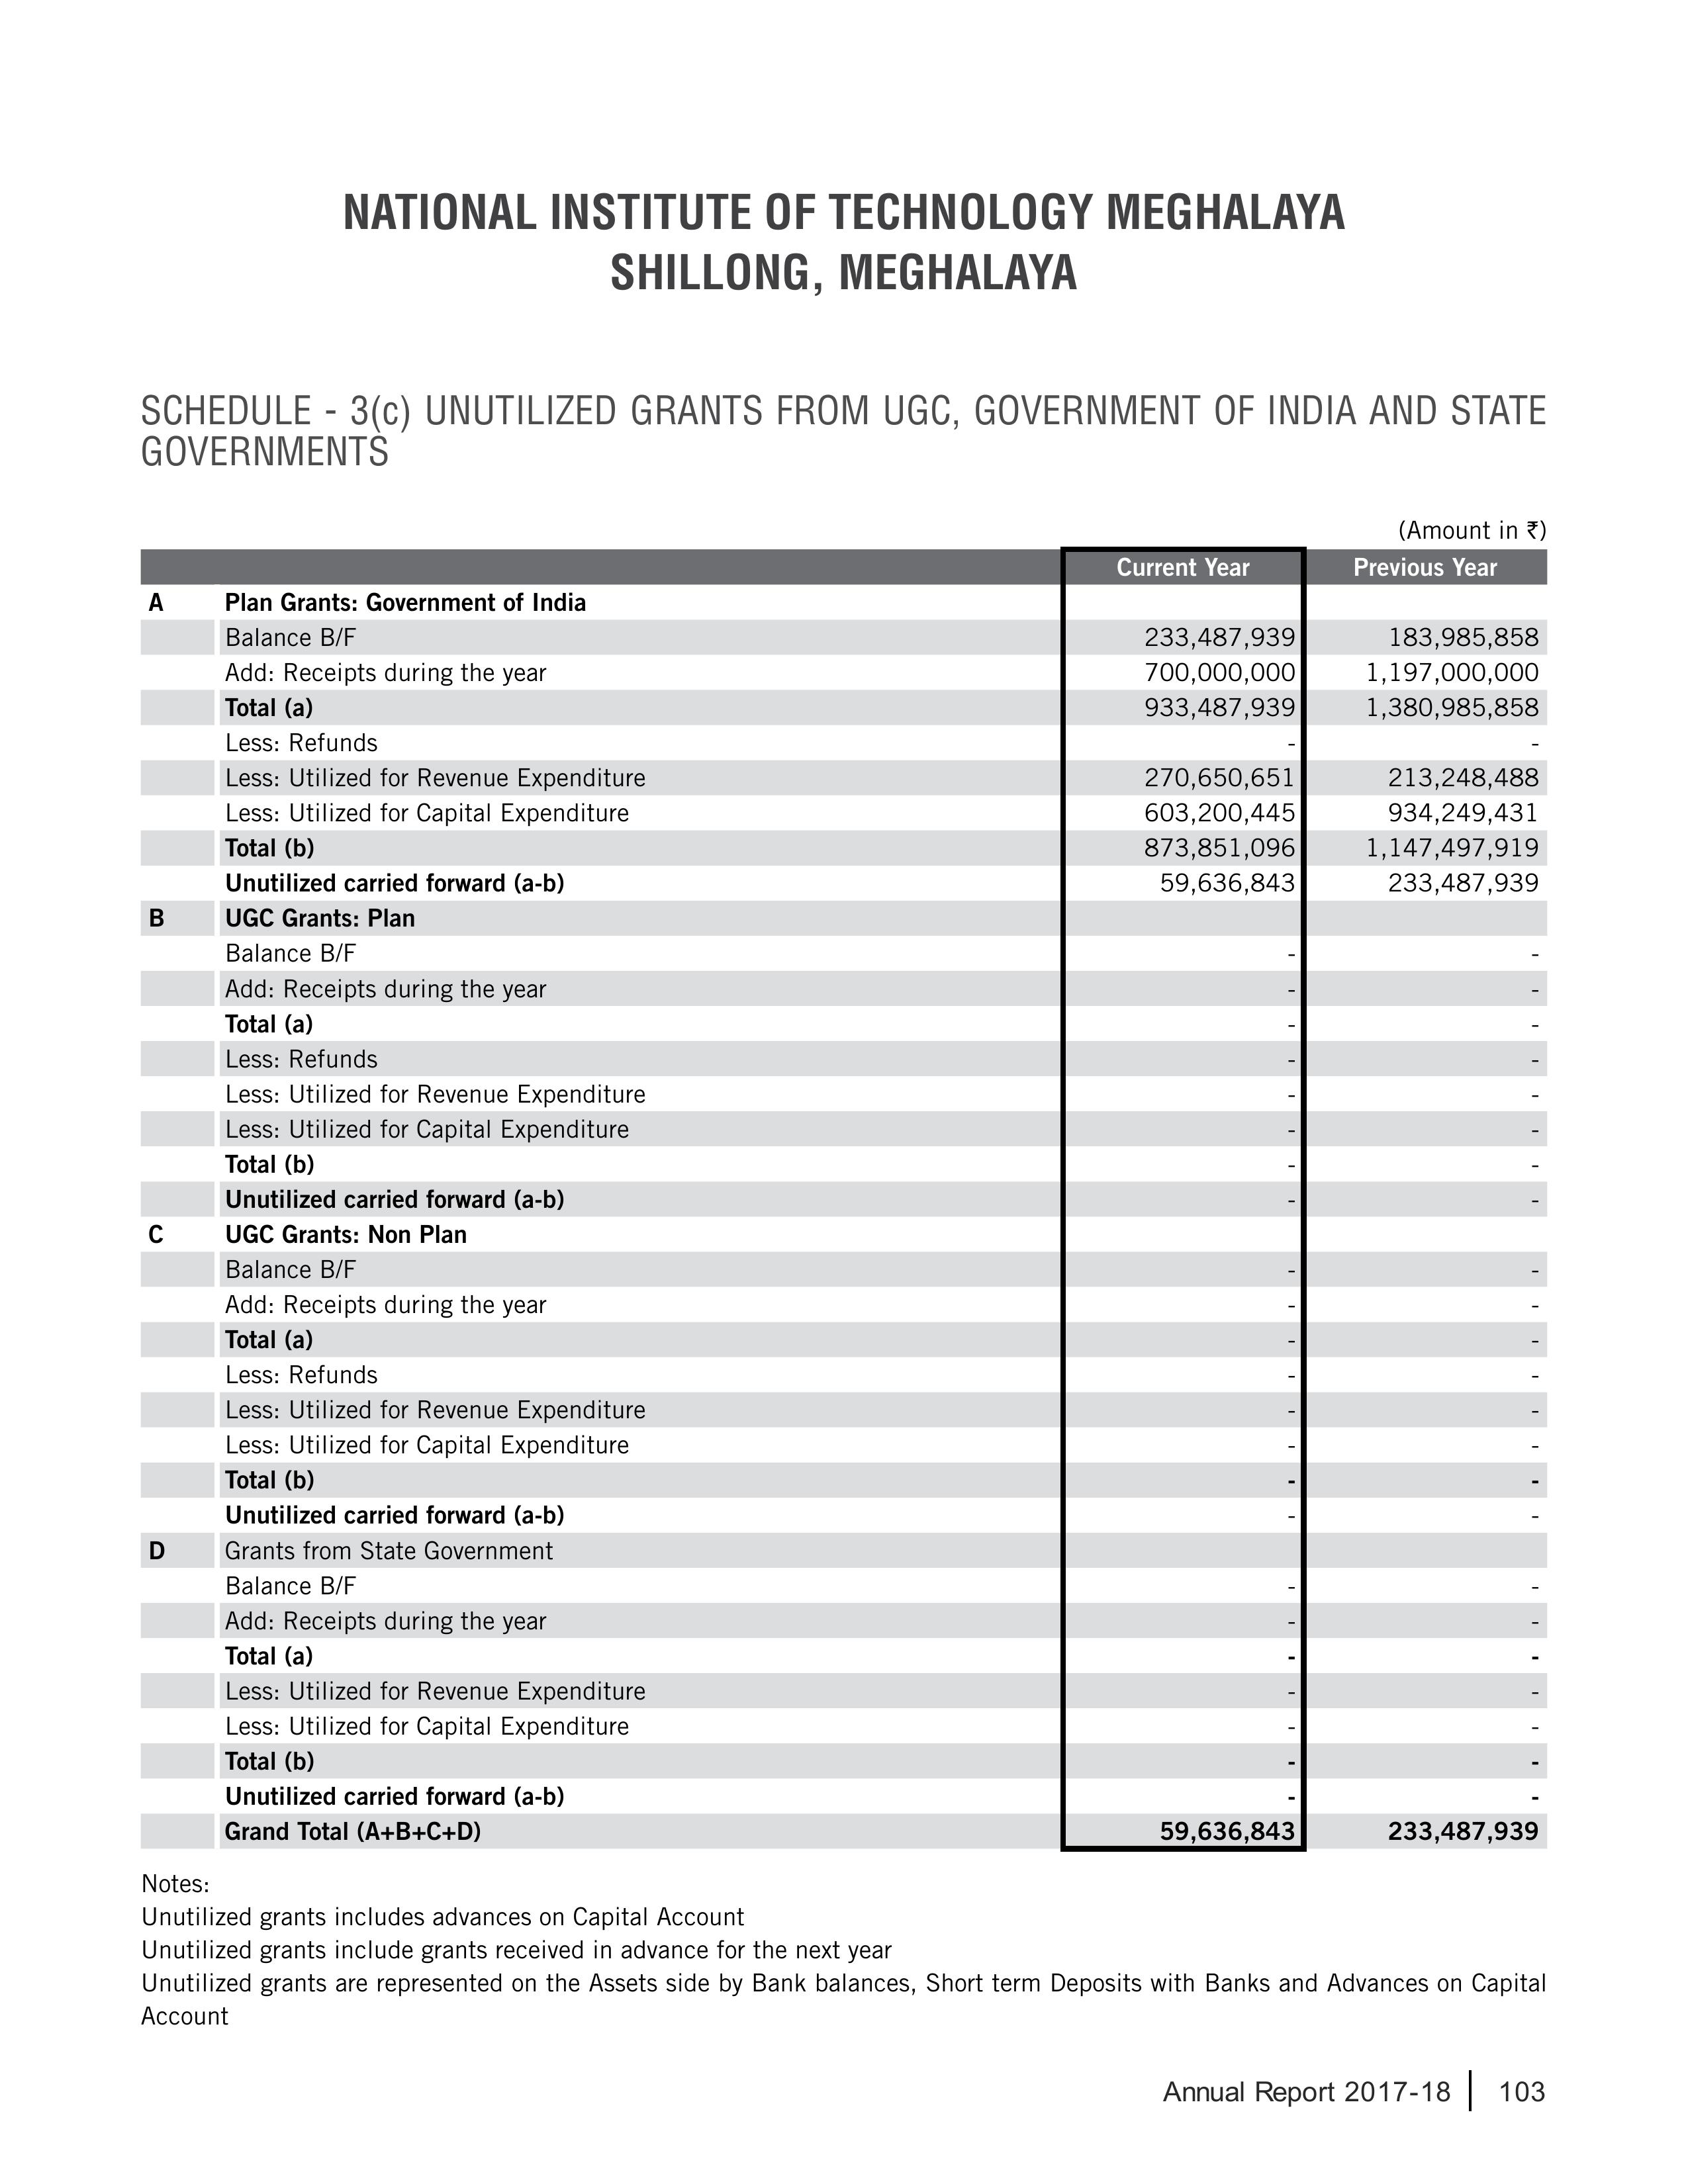 NATIONAL INSTITUTE OF TECHNOLOGY MEGHALAYA
SHILLONG, MEGHALAYA
SCHEDULE - 3(c) UNUTILIZED GRANTS FROM UGC, GOVERNMENT OF INDIA AND STATE
GOVERNMENTS
(Amount in ₹)
Current Year Previous Year
A Plan Grants: Government of India
Balance B/F 233,487,939 183,985,858
Add: Receipts during the year 700,000,000 1,197,000,000
Total (a) 933,487,939 1,380,985,858
Less: Refunds - -
Less: Utilized for Revenue Expenditure 270,650,651 213,248,488
Less: Utilized for Capital Expenditure 603,200,445 934,249,431
Total (b) 873,851,096 1,147,497,919
Unutilized carried forward (a-b) 59,636,843 233,487,939
B UGC Grants: Plan
Balance B/F - -
Add: Receipts during the year - -
Total (a) - -
Less: Refunds - -
Less: Utilized for Revenue Expenditure - -
Less: Utilized for Capital Expenditure - -
Total (b) - -
Unutilized carried forward (a-b) - -
C UGC Grants: Non Plan
Balance B/F - -
Add: Receipts during the year - -
Total (a) - -
Less: Refunds - -
Less: Utilized for Revenue Expenditure - -
Less: Utilized for Capital Expenditure - -
Total (b) - -
Unutilized carried forward (a-b) - -
D Grants from State Government
Balance B/F - -
Add: Receipts during the year - -
Total (a) - -
Less: Utilized for Revenue Expenditure - -
Less: Utilized for Capital Expenditure - -
Total (b) - -
Unutilized carried forward (a-b) - -
Grand Total (A+B+C+D) 59,636,843 233,487,939
Notes:
Unutilized grants includes advances on Capital Account
Unutilized grants include grants received in advance for the next year
Unutilized grants are represented on the Assets side by Bank balances, Short term Deposits with Banks and Advances on Capital
Account
Annual Report 2017-18 103